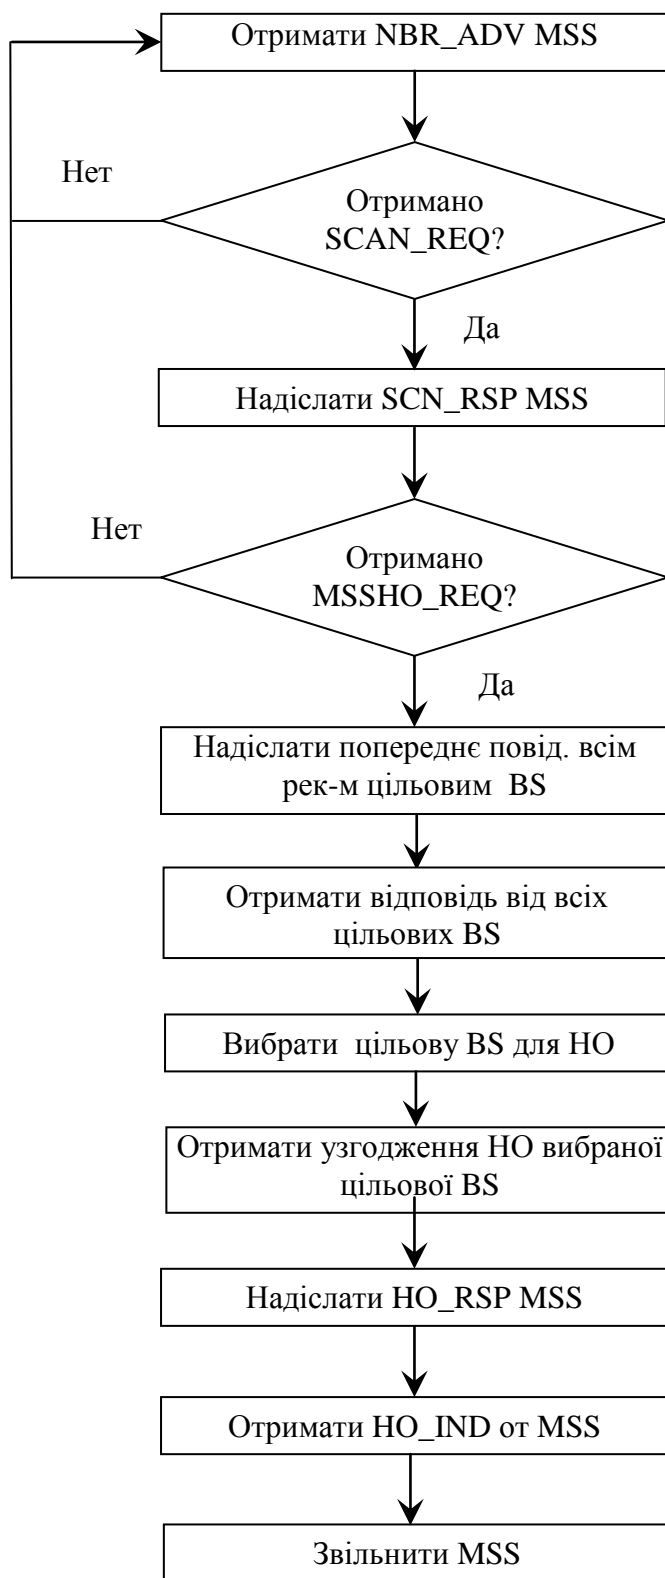 Отримати NBR_ADV MSS
Нет
Отримано
SCAN_REQ?
Да
Надіслати SCN_RSP MSS
Нет
Отримано
MSSHO_REQ?
Да
Надіслати попереднє повід. всім
рек-м цільовим BS
Отримати відповідь від всіх
цільових BS
Вибрати цільову BS для HO
Отримати узгодження HO вибраної
цільової BS
Надіслати HO_RSP MSS
Отримати HO_IND от MSS
Звільнити MSS